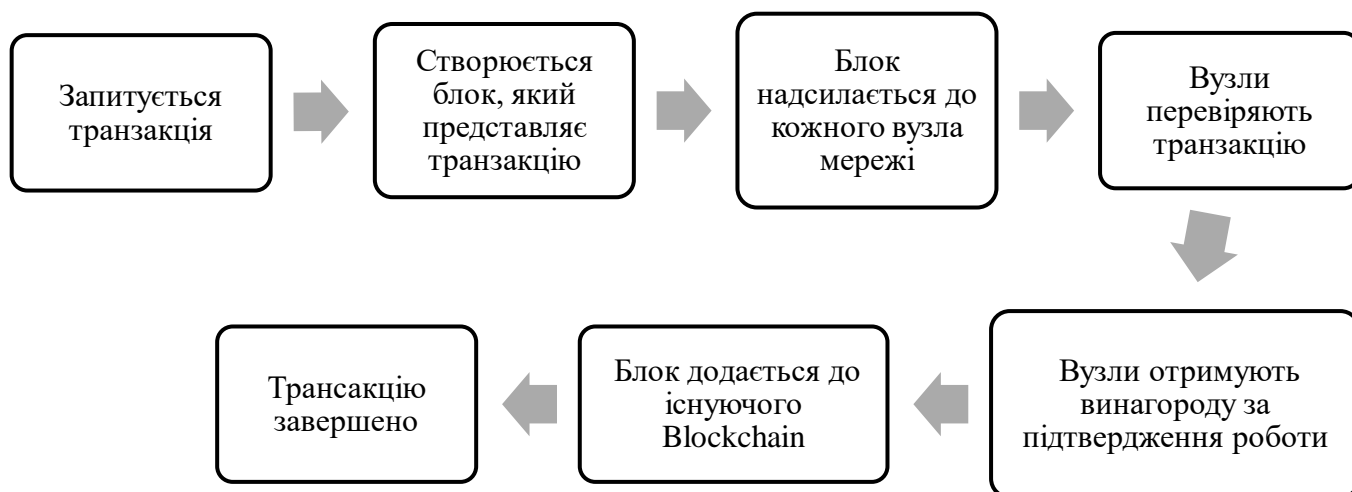 Запитується
транзакція
Створюється
блок, який
представляє
транзакцію
Блок
надсилається до
кожного вузла
мережі
Вузли
перевіряють
транзакцію
Вузли отримують
винагороду за
підтвердження роботи
Блок додається до
існуючого
Blockchain
Трансакцію
завершено